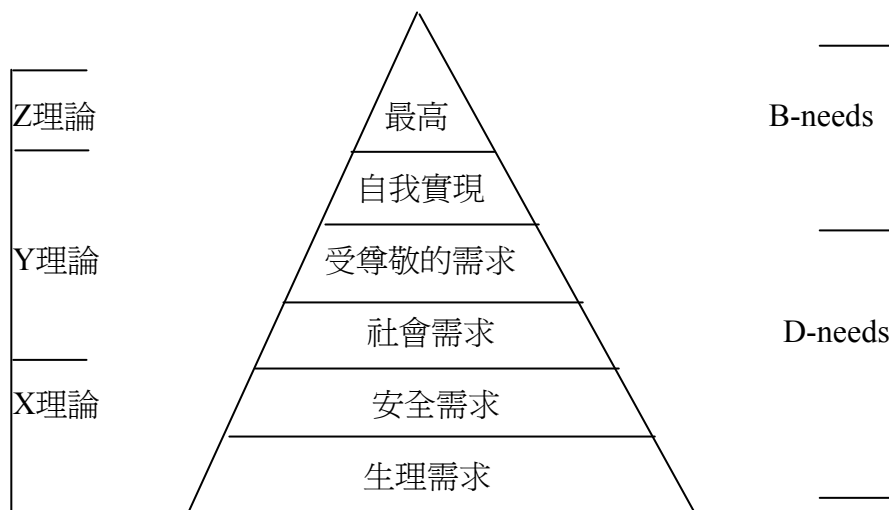 Z理論
最高
B-needs
自我實現
Y理論
受尊敬的需求
社會需求
D-needs
X理論
安全需求
生理需求